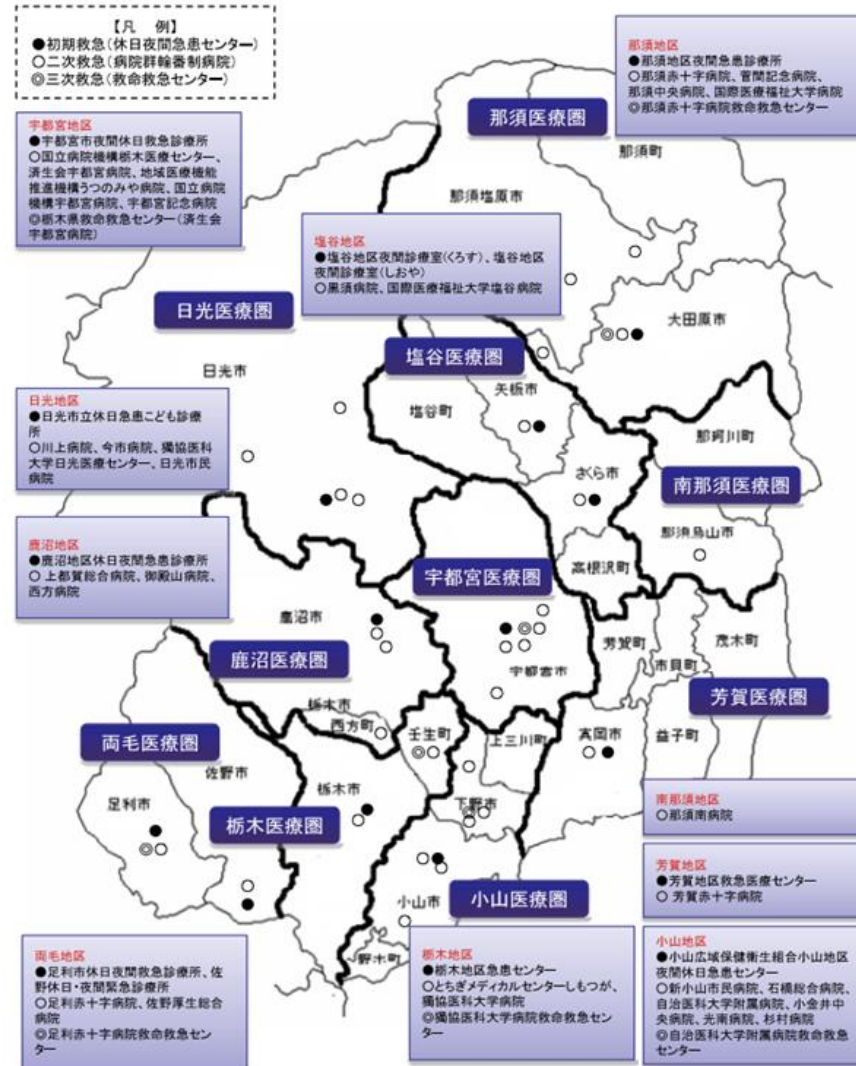 【凡　例】
●初期救急(休日夜間急患センター)
○二次救急(病院群輪番制病院)
◎三次救急(救命救急センター)
那須地区
●那須地区夜間急患診療所
○那須赤十字病院、菅間記念病院、
那須中央病院、国際医療福祉大学病院
◎那須赤十字病院救命救急センター
宇都宮地区
●宇都宮市夜間休日救急診療所
○国立病院機構栃木医療センター、
済生会宇都宮病院、地域医療機能
推進機構うつのみや病院、国立病院
機構宇都宮病院、宇都宮記念病院
◎栃木県救命救急センター(済生会
宇都宮病院)
那須医療圏
那須町
那須塩原市
塩谷地区
●塩谷地区夜間診療室(くろす)、塩谷地区
夜間診療室(しおや)
○黒須病院、国際医療福祉大学塩谷病院
日光医療圏
大田原市
日光市
塩谷医療圏
矢板市
塩谷町
日光地区
●日光市立休日急患こども診療
所
○川上病院、今市病院、獨協医科
大学日光医療センター、日光市民
病院
那珂川町
さくら市
南那須医療圏
那須烏山市
鹿沼地区
●鹿沼地区休日夜間急患診療所
○ 上都賀総合病院、御殿山病院、
西方病院
宇都宮医療圏
高根沢町
鹿沼市
芳賀町
茂木町
市貝町
鹿沼医療圏
宇都宮市
芳賀医療圏
栃木市
西方町
壬生町
上三川町
真岡市
益子町
両毛医療圏
佐野市
栃木市
足利市
下野市
栃木医療圏
南那須地区
○那須南病院
芳賀地区
●芳賀地区救急医療センター
○ 芳賀赤十字病院
小山市
小山医療圏
野木町
両毛地区
●足利市休日夜間救急診療所、佐
野休日・夜間緊急診療所
○足利赤十字病院、佐野厚生総合
病院
◎足利赤十字病院救命救急セン
ター
栃木地区
●栃木地区急患センター
○とちぎメディカルセンターしもつが、
獨協医科大学病院
◎獨協医科大学病院救命救急セン
ター
小山地区
●小山広域保健衛生組合小山地区
夜間休日急患センター
○新小山市民病院、石橋総合病院、
自治医科大学附属病院、小金井中
央病院、光南病院、杉村病院
◎自治医科大学附属病院救命救急
センター